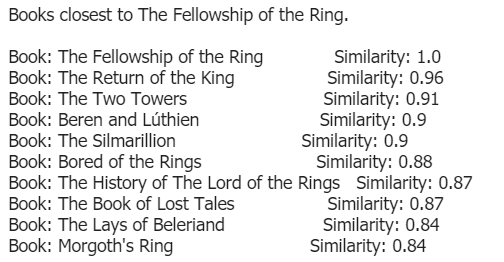 Books closest to The Fellowship of the Ring.
Book: The Fellowship of the Ring Similarity: 1.0
Book: The Return of the King Similarity: 0.96
Book: The Two Towers Similarity: 0.91
Book: Beren and Lúthien Similarity: 0.9
Book: The Silmarillion Similarity: 0.9
Book: Bored of the Rings Similarity: 0.88
Book: The History of The Lord of the Rings Similarity: 0.87
Book: The Book of Lost Tales Similarity: 0.87
Book: The Lays of Beleriand Similarity: 0.84
Book: Morgoth's Ring Similarity: 0.84